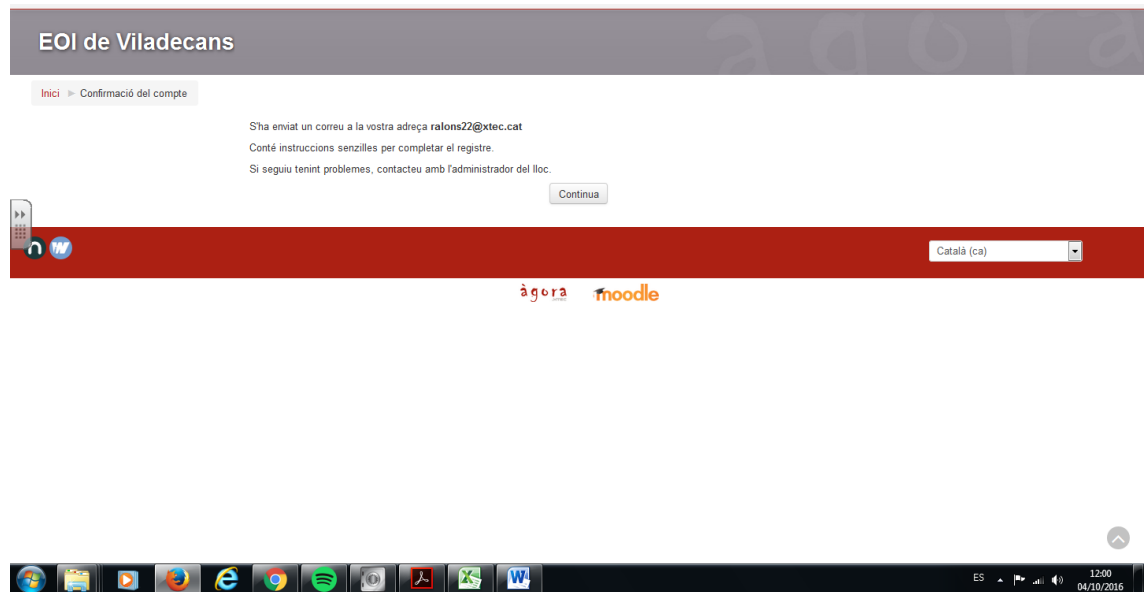 àgora
EOI de Viladecans
Inici ► Confirmació del compte
S'ha enviat un correu a la vostra adreça ralons22@xtec.cat
Conté instruccions senzilles per completar el registre.
Si seguiu tenint problemes, contacteu amb l'administrador del lloc.
Continua
n W
Català (ca)
àgora moodle
ES 12:00
04/10/2016